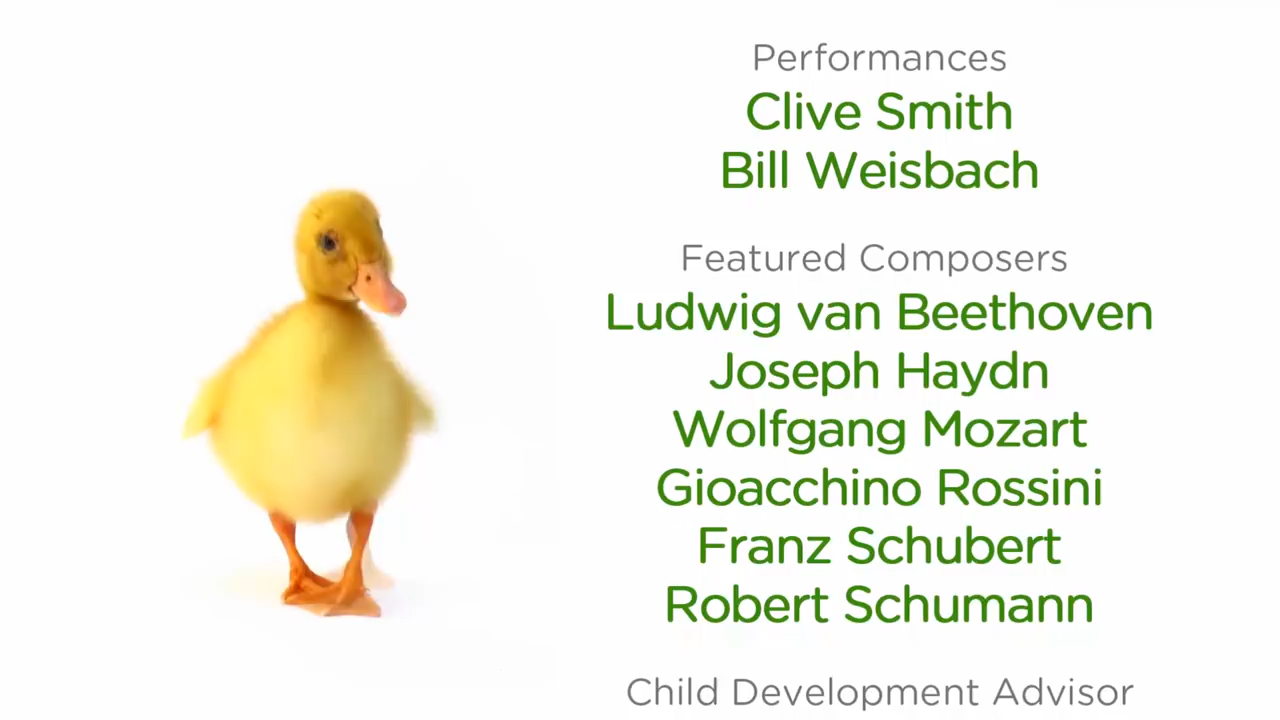 Performances
Clive Smith
Bill Weisbach
Featured Composers
Ludwig van Beethoven
Joseph Haydn
Wolfgang Mozart
Gioacchino Rossini
Franz Schubert
Robert Schumann
Child Development Advisor